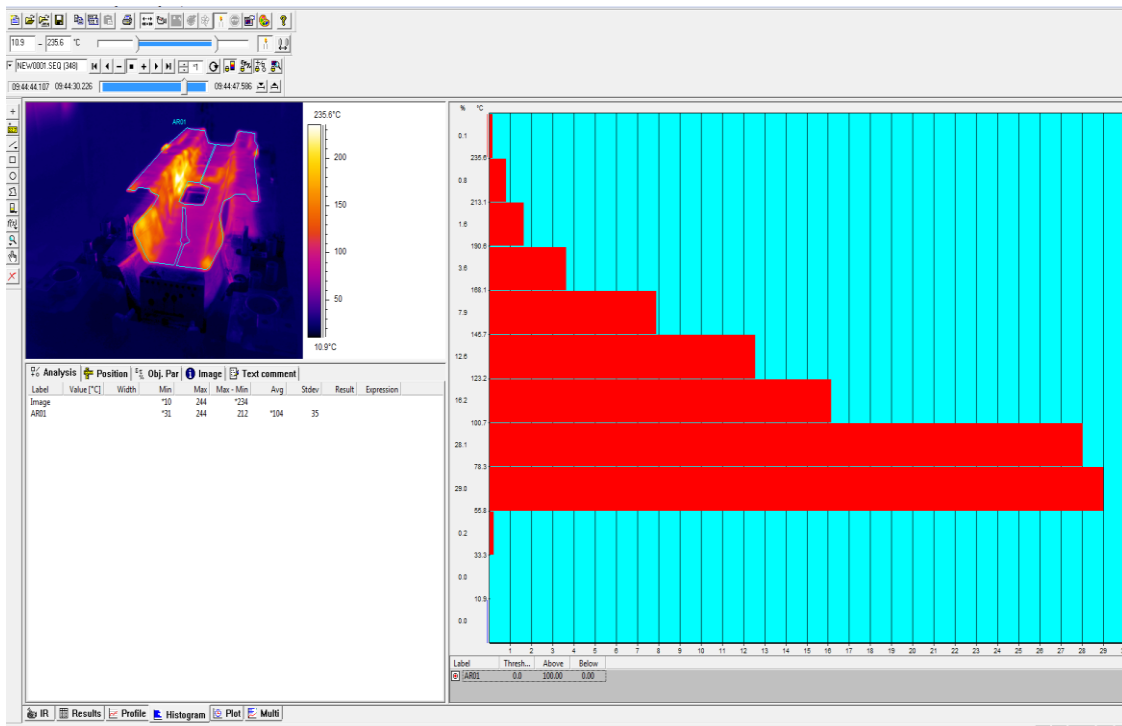 10.9 - 235.6 °C
NEW0001.SEQ (348)
09:44:44.107 09:44:30.226 09:44:47.586
AR01
235.6°C
200
150
100
50
10.9°C
Analysis Position Obj. Par Image Text comment
Label Value [°C] Width Min Max Max - Min Avg Stdev Result Expression
Image *10 244 *234
AR01 *31 244 212 *104 35
% °C
0.1
235.6
0.8
213.1
1.6
190.6
3.6
168.1
7.9
145.7
12.6
123.2
16.2
100.7
28.1
78.3
29.0
55.8
0.2
33.3
0.0
10.9
0.0
1 2 3 4 5 6 7 8 9 10 11 12 13 14 15 16 17 18 19 20 21 22 23 24 25 26 27 28 29
Label Thresh... Above Below
AR01 0.0 100.00 0.00
IR Results Profile Histogram Plot Multi